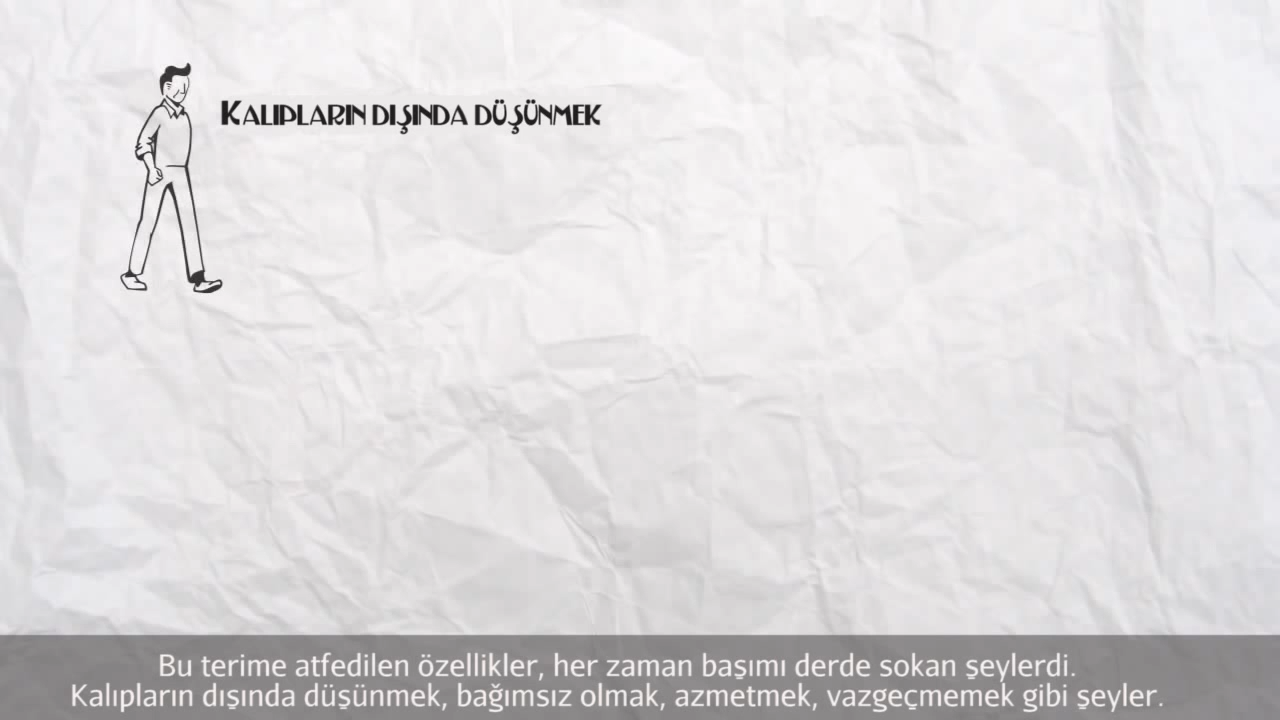 Kalıpların dışında düşünmek
Bu terime atfedilen özellikler, her zaman başımı derde sokan şeylerdi.
Kalıpların dışında düşünmek, bağımsız olmak, azmetmek, vazgeçmemek gibi şeyler.